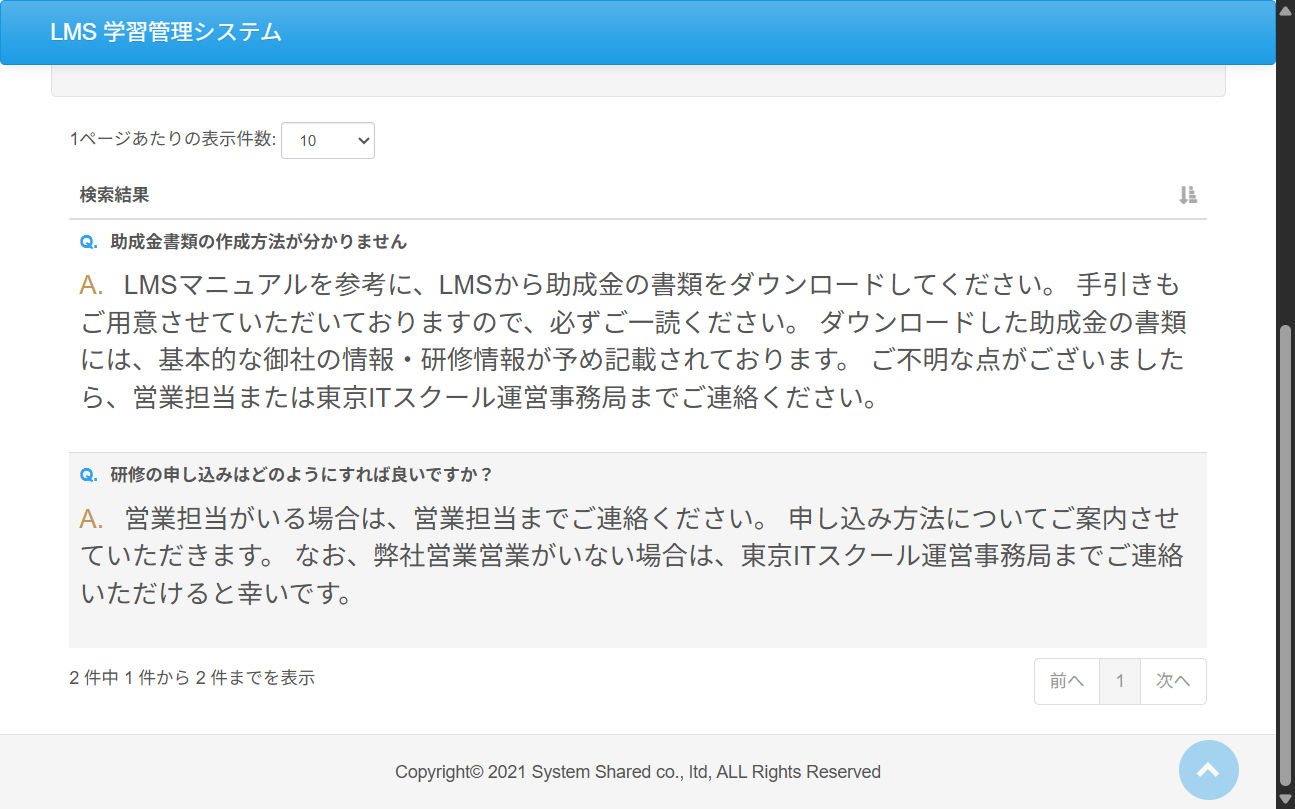 LMS 学習管理システム
1ページあたりの表示件数: 10
検索結果
Q. 助成金書類の作成方法が分かりません
A. LMSマニュアルを参考に、LMSから助成金の書類をダウンロードしてください。 手引きも
ご用意させていただいておりますので、必ずご一読ください。 ダウンロードした助成金の書類
には、基本的な御社の情報・研修情報が予め記載されております。 ご不明な点がございました
ら、営業担当または東京ITスクール運営事務局までご連絡ください。
Q. 研修の申し込みはどのようにすれば良いですか？
A. 営業担当がいる場合は、営業担当までご連絡ください。 申し込み方法についてご案内させ
ていただきます。 なお、弊社営業営業がいない場合は、東京ITスクール運営事務局までご連絡
いただけると幸いです。
2 件中 1 件から 2 件までを表示
前へ 1 次へ
Copyright© 2021 System Shared co., ltd, ALL Rights Reserved